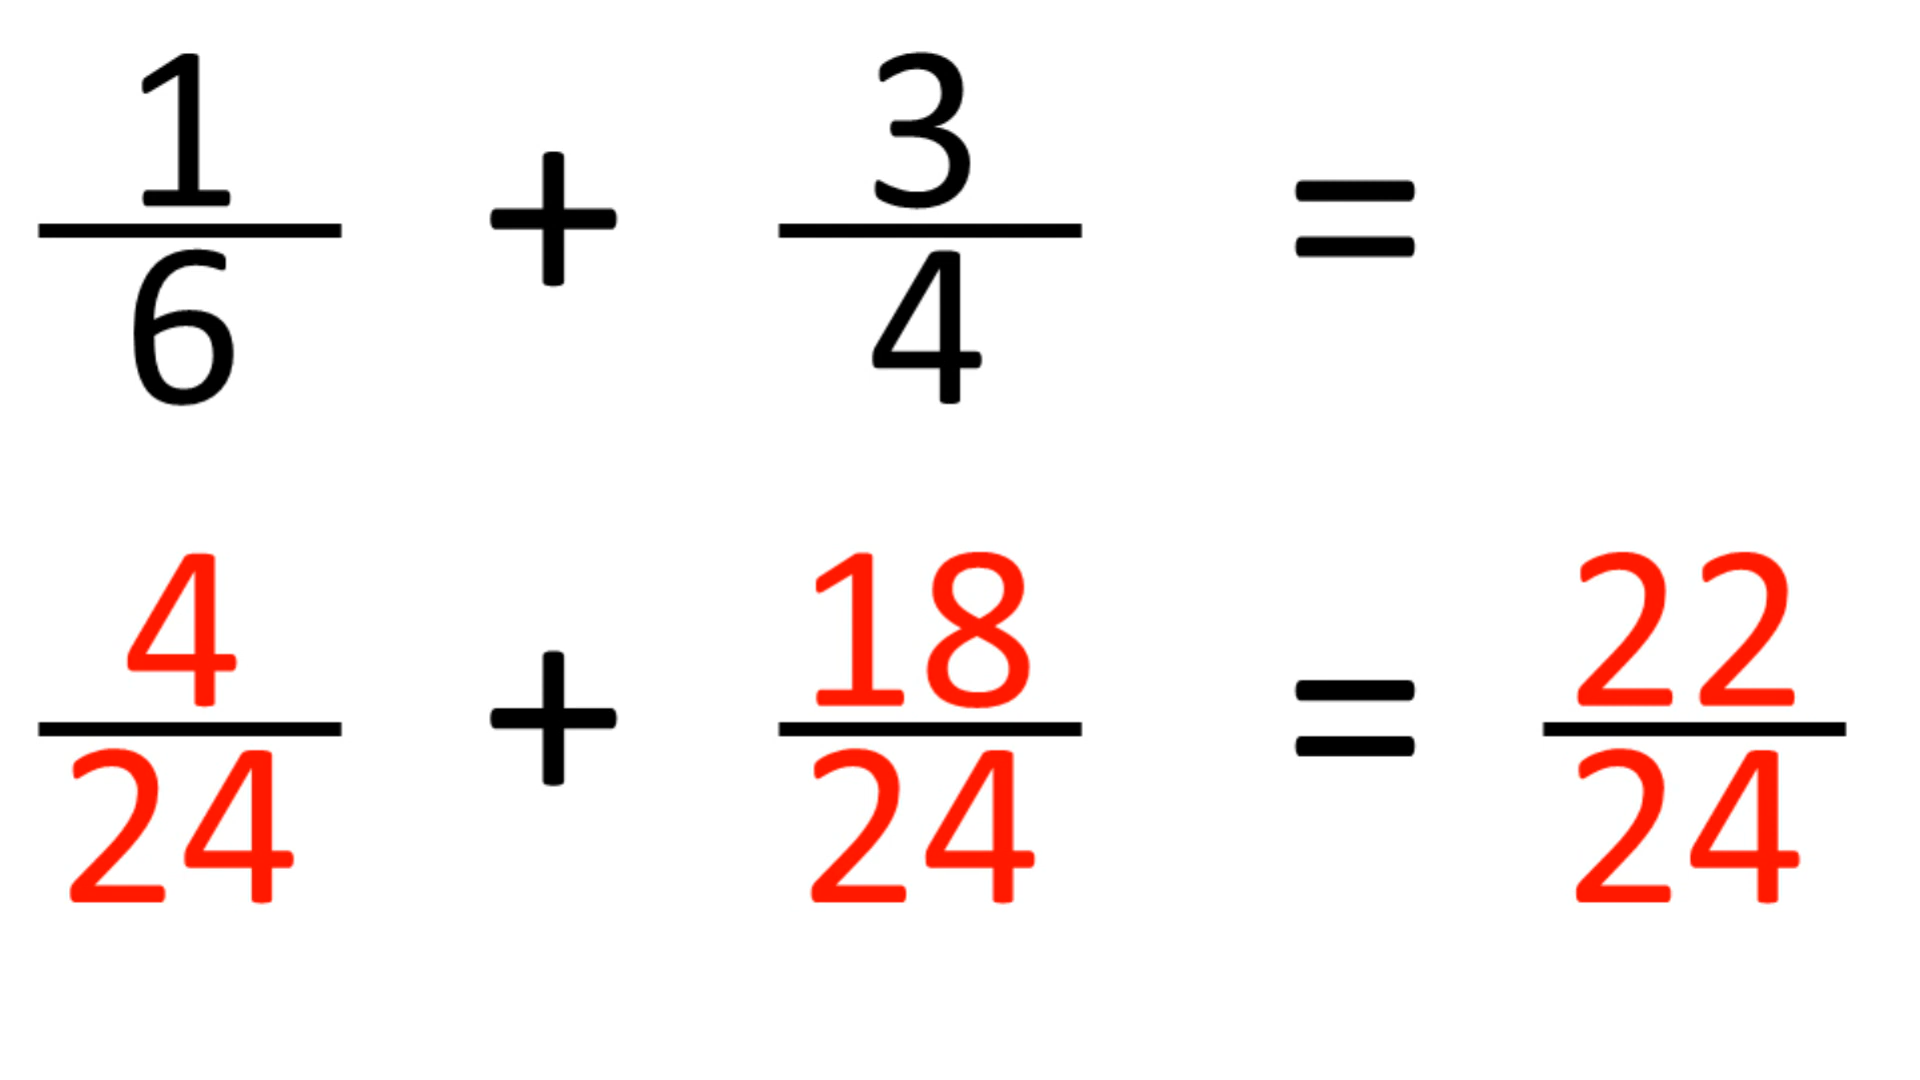 1/6 + 3/4 =
4/24 + 18/24 = 22/24